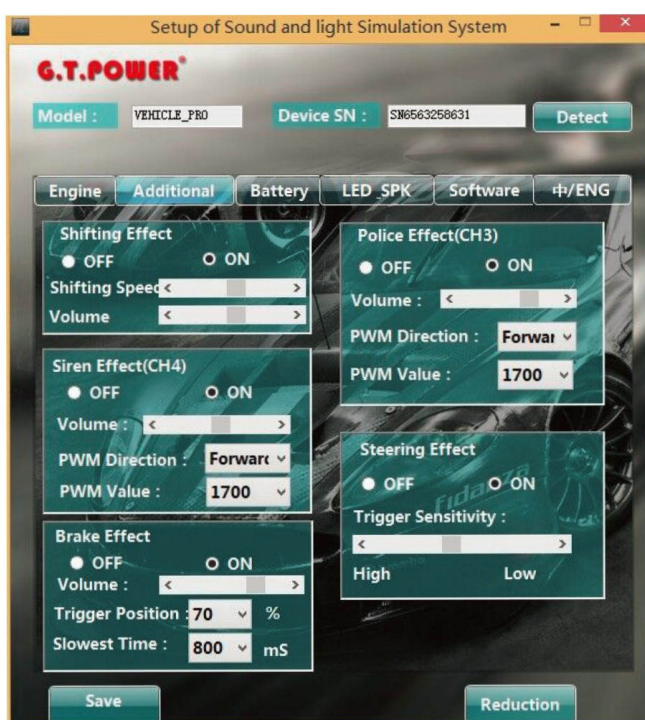 Setup of Sound and light Simulation System
G.T.POWER®
Model : VEHICLE_PRO Device SN : SN6563258631 Detect
Engine Additional Battery LED_SPK Software 中/ENG
Shifting Effect
OFF ON
Shifting Speed
Volume
Siren Effect(CH4)
OFF ON
Volume :
PWM Direction : Forward
PWM Value : 1700
Brake Effect
OFF ON
Volume :
Trigger Position : 70 %
Slowest Time : 800 mS
Police Effect(CH3)
OFF ON
Volume :
PWM Direction : Forwar
PWM Value : 1700
Steering Effect
OFF ON
Trigger Sensitivity :
High Low
fidanza
Save Reduction